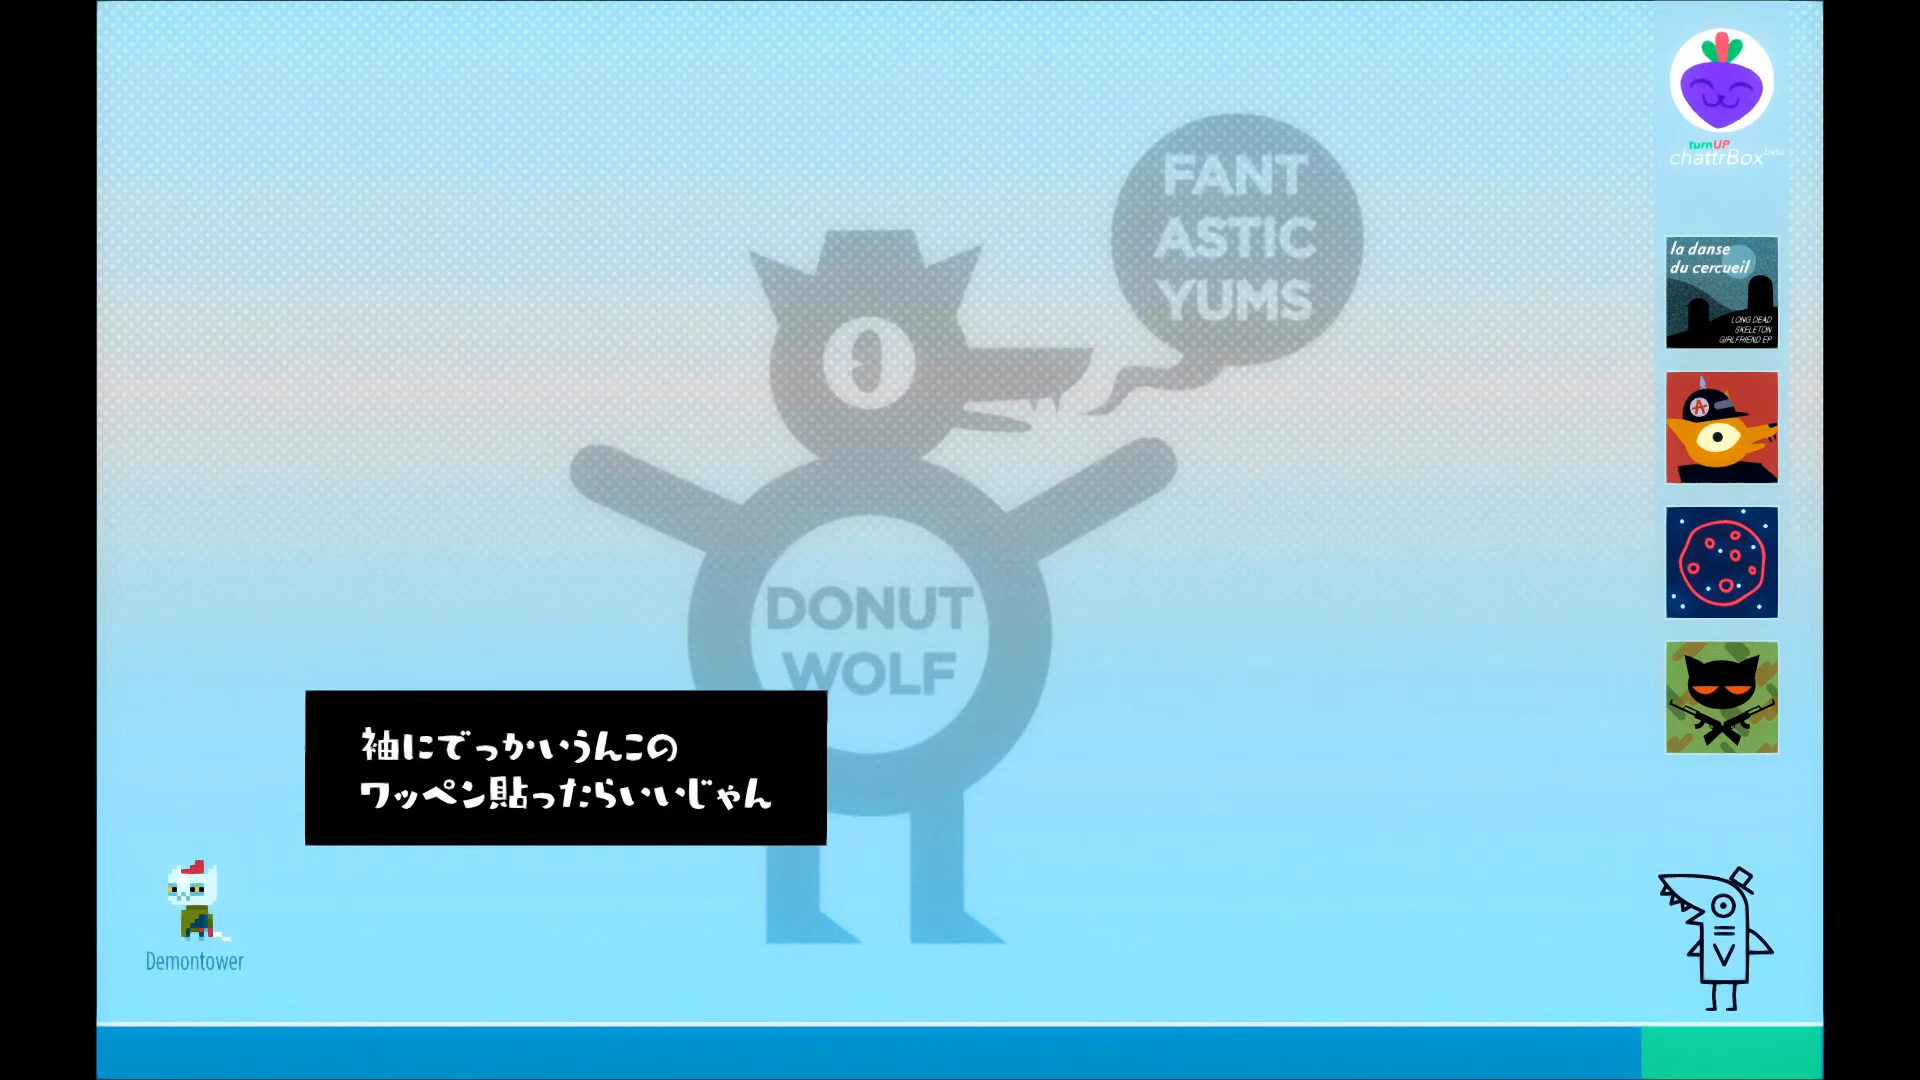 FANT
ASTIC
YUMS
DONUT
WOLF
turnUP
chattrBox beta
la danse
du cercueil
LONG DEAD
SKELETON
GIRLFRIEND EP
A
袖にでっかいうんこの
ワッペン貼ったらいいじゃん
Demontower